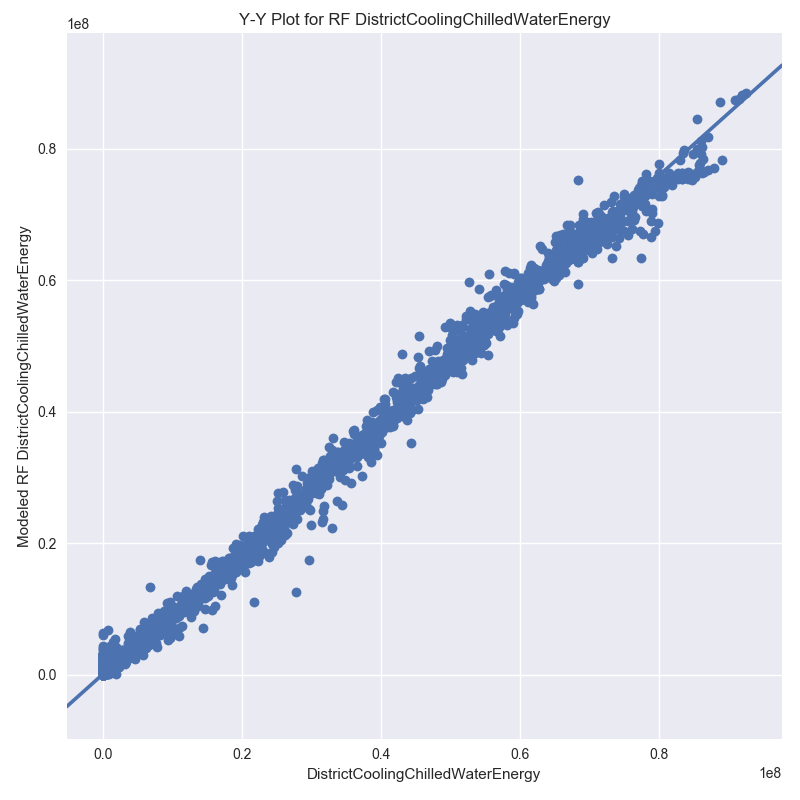 Y-Y Plot for RF DistrictCoolingChilledWaterEnergy
1e8
0.8
0.6
0.4
0.2
0.0
Modeled RF DistrictCoolingChilledWaterEnergy
0.0 0.2 0.4 0.6 0.8
1e8
DistrictCoolingChilledWaterEnergy